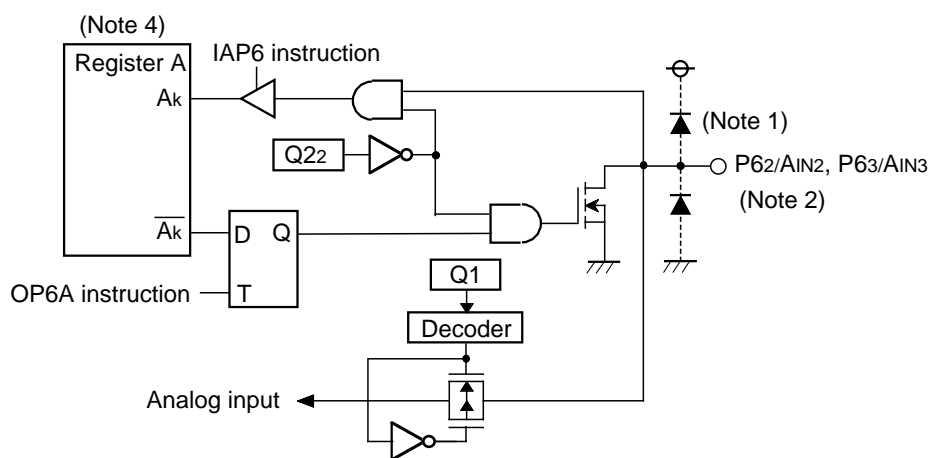 (Note 4)
IAP6 instruction
Register A
Ak
(Note 1)
Q22
P62/AIN2, P63/AIN3
(Note 2)
Ak
D
Q
Q1
OP6A instruction
T
Decoder
Analog input